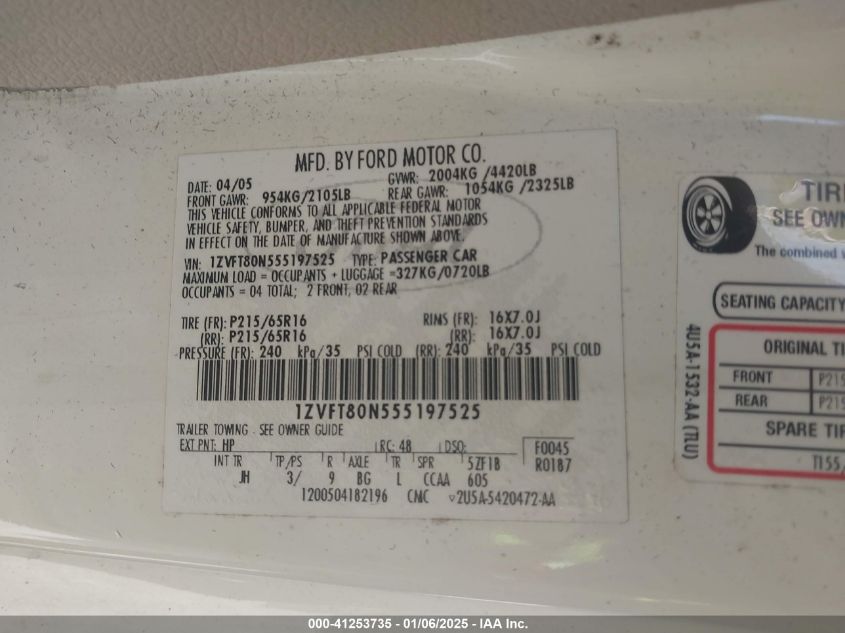 MFD. BY FORD MOTOR CO.
DATE: 04/05 GVWR: 2004KG /4420LB
FRONT GAWR: 954KG/2105LB REAR GAWR: 1054KG /2325LB
THIS VEHICLE CONFORMS TO ALL APPLICABLE FEDERAL MOTOR
VEHICLE SAFETY, BUMPER, AND THEFT PREVENTION STANDARDS
IN EFFECT ON THE DATE OF MANUFACTURE SHOWN ABOVE.
VIN: 1ZVFT80N555197525 TYPE: PASSENGER CAR
MAXIMUM LOAD = OCCUPANTS + LUGGAGE =327KG/0720LB
OCCUPANTS = 04 TOTAL; 2 FRONT, 02 REAR
TIRE (FR): P215/65R16 RIMS (FR): 16X7.0J
(RR): P215/65R16 (RR): 16X7.0J
PRESSURE (FR): 240 kPa/35 PSI COLD (RR): 240 kPa/35 PSI COLD
1ZVFT80N555197525
TRAILER TOWING - SEE OWNER GUIDE
EXT PNT: HP RC: 48 DSO: F0045
INT TR TP/PS R AXLE TR SPR 5ZF1B R0187
JH 3/ 9 BG L CCAA 605
1200504182196 CNC 2U5A-5420472-AA
4U5A-1532-AA (TLU)
TIRE
SEE OWN
The combined
SEATING CAPACITY
ORIGINAL TI
FRONT P215
REAR P215
SPARE TIR
T155/
000-41253735 - 01/06/2025 - IAA Inc.